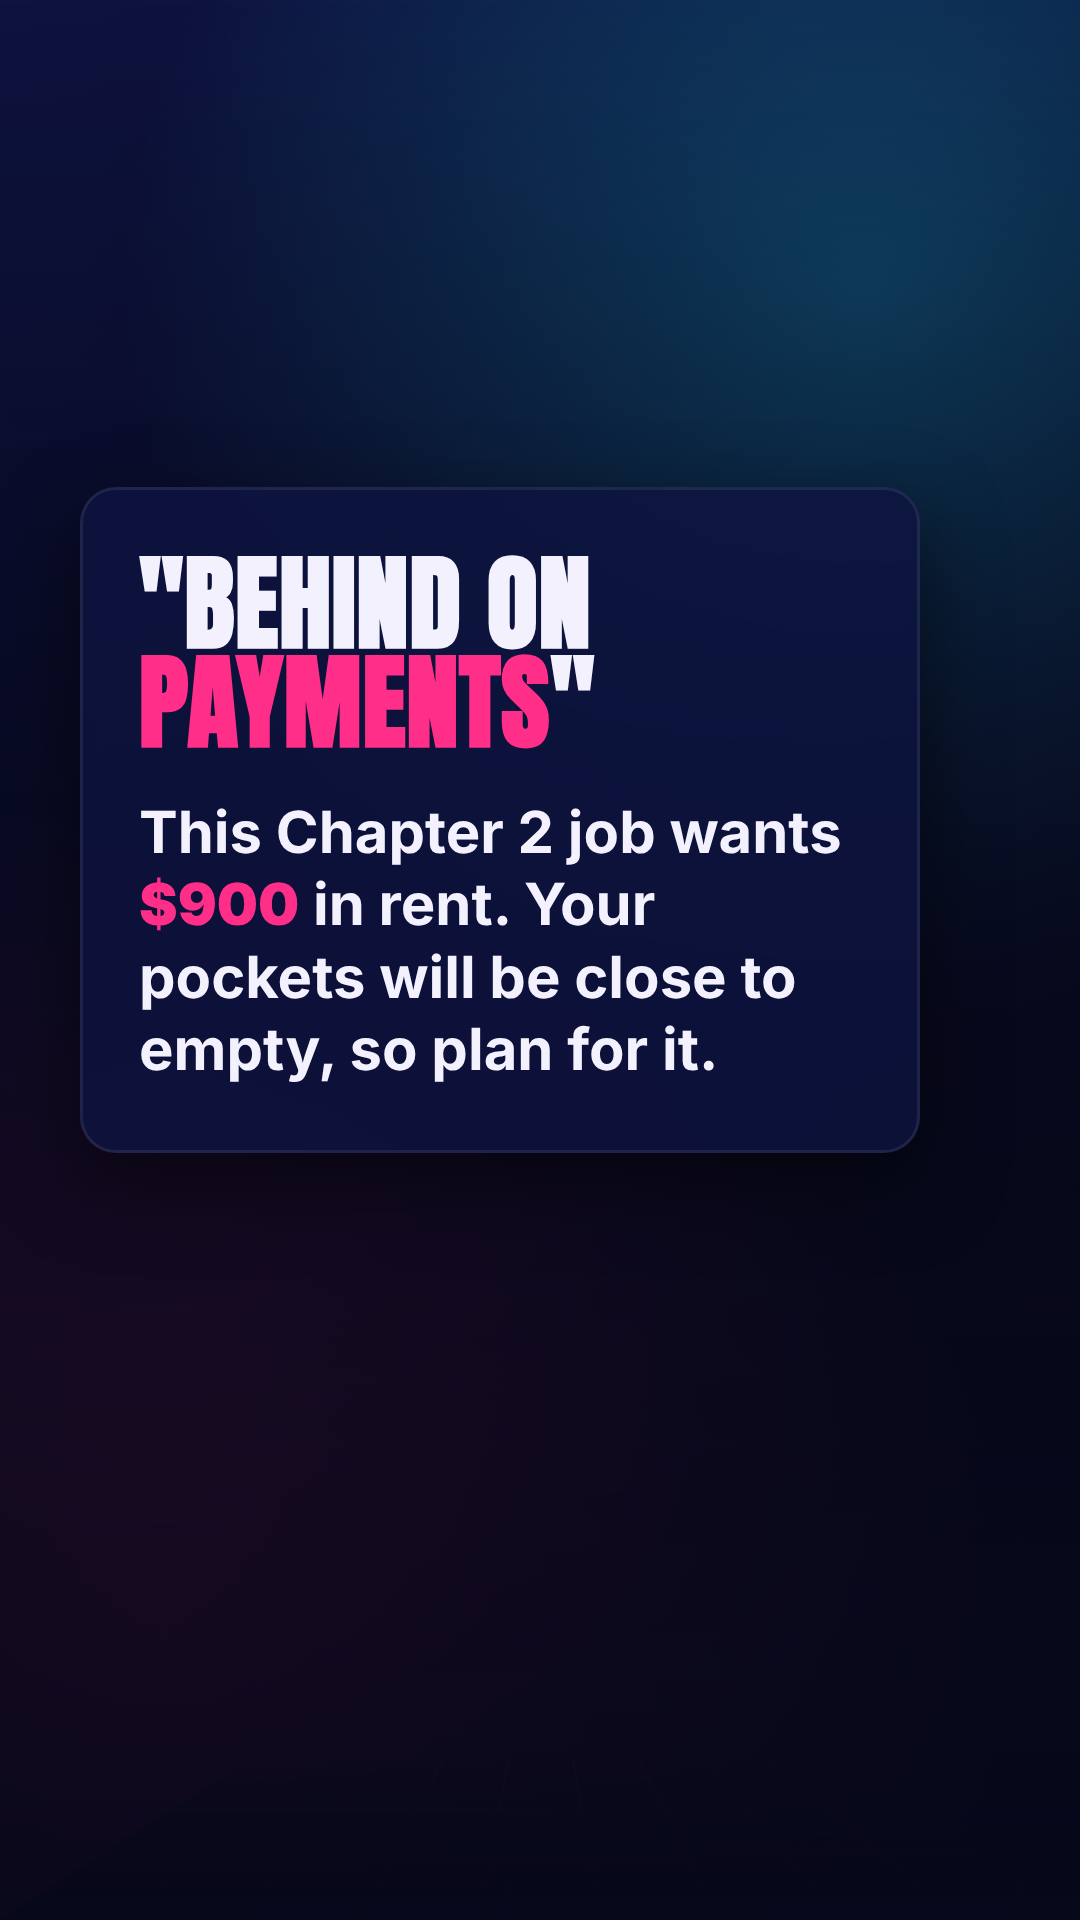 "BEHIND ON
PAYMENTS"
This Chapter 2 job wants
$900 in rent. Your
pockets will be close to
empty, so plan for it.